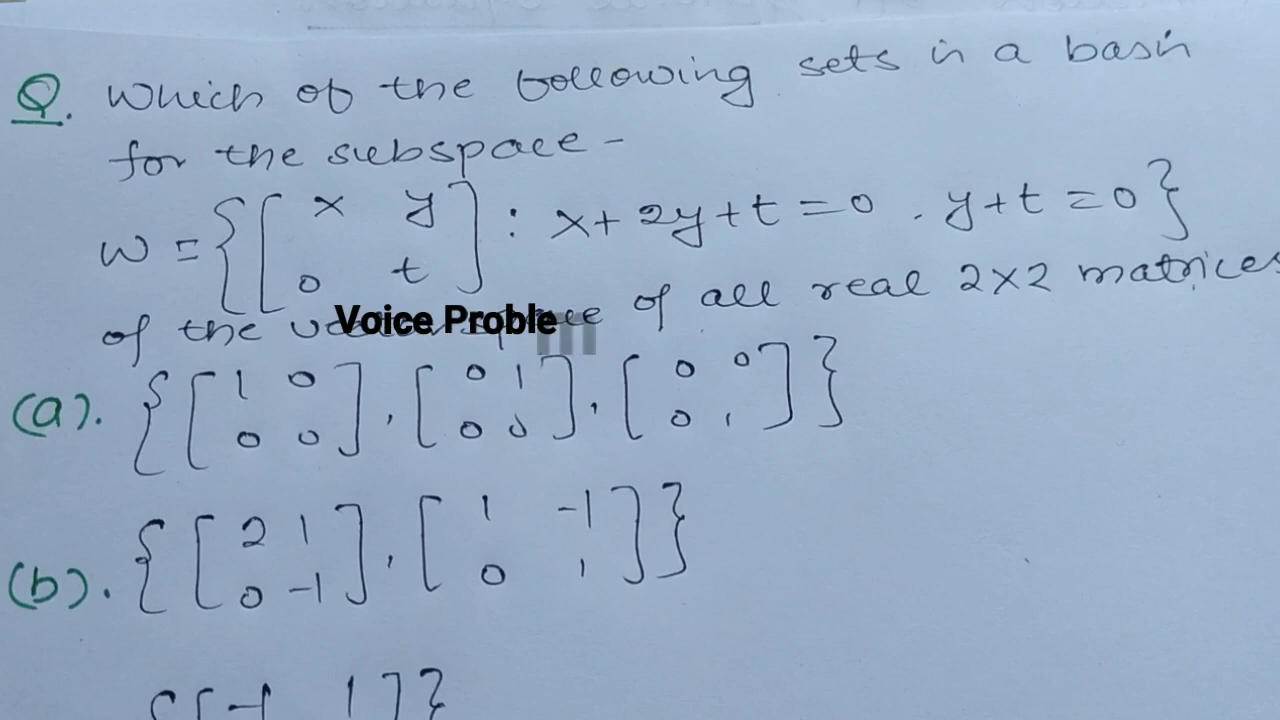 Q. Which of the following sets is a basis
for the subspace -
W = { [ x y ] : x + 2y + t = 0 . y + t = 0 }
0 t
of the of all real 2×2 matrices
Voice Proble
(a). { [ 1 0 ] , [ 0 1 ] , [ 0 0 ] }
0 0 0 0 0 1
(b). { [ 2 1 ] , [ 1 -1 ] }
0 -1 0 1